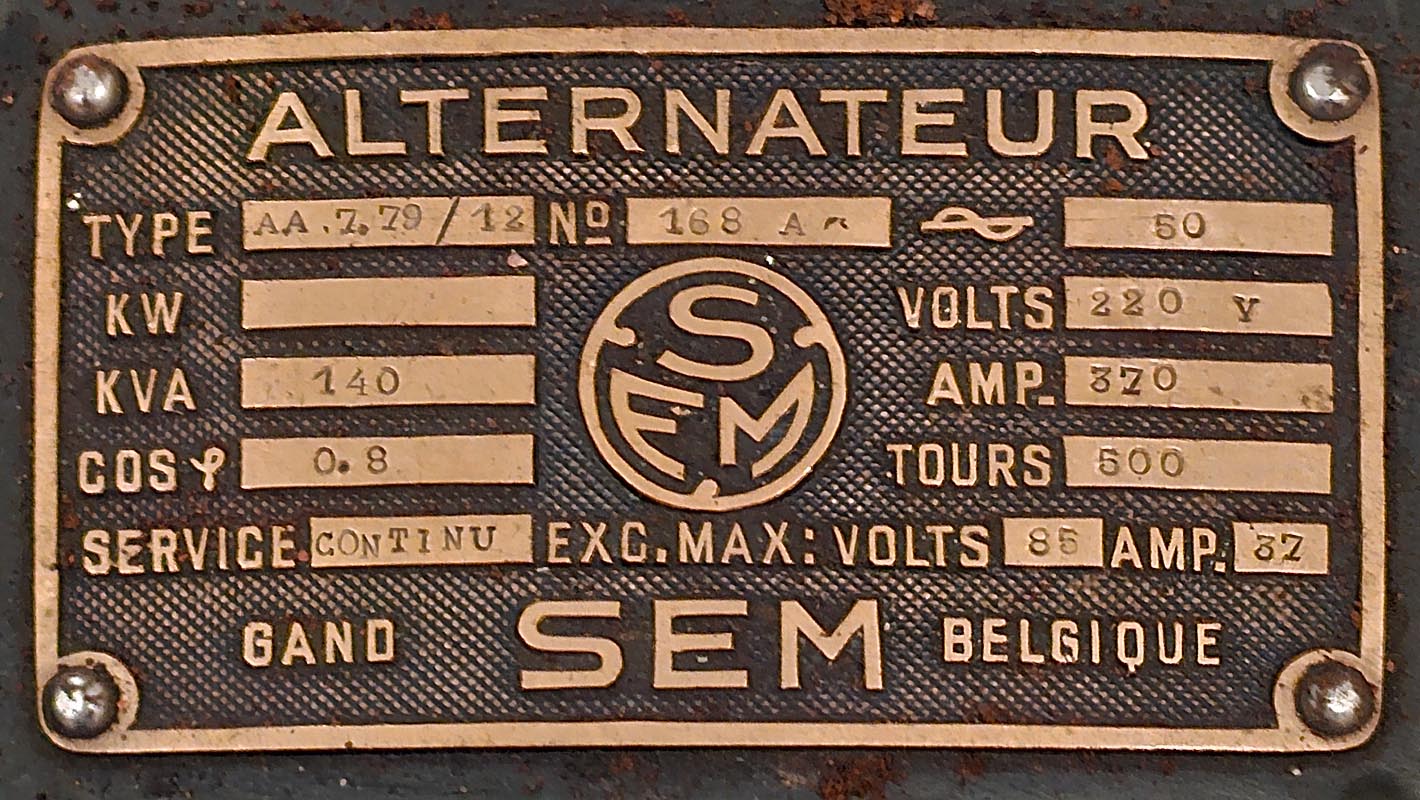 ALTERNATEUR
TYPE AA.7.79/12 Nº 168 A ∿ 50
KW VOLTS 220 V
KVA 140 AMP. 370
COS φ 0.8 TOURS 500
SEM
SERVICE CONTINU EXC.MAX: VOLTS 85 AMP. 37
GAND SEM BELGIQUE